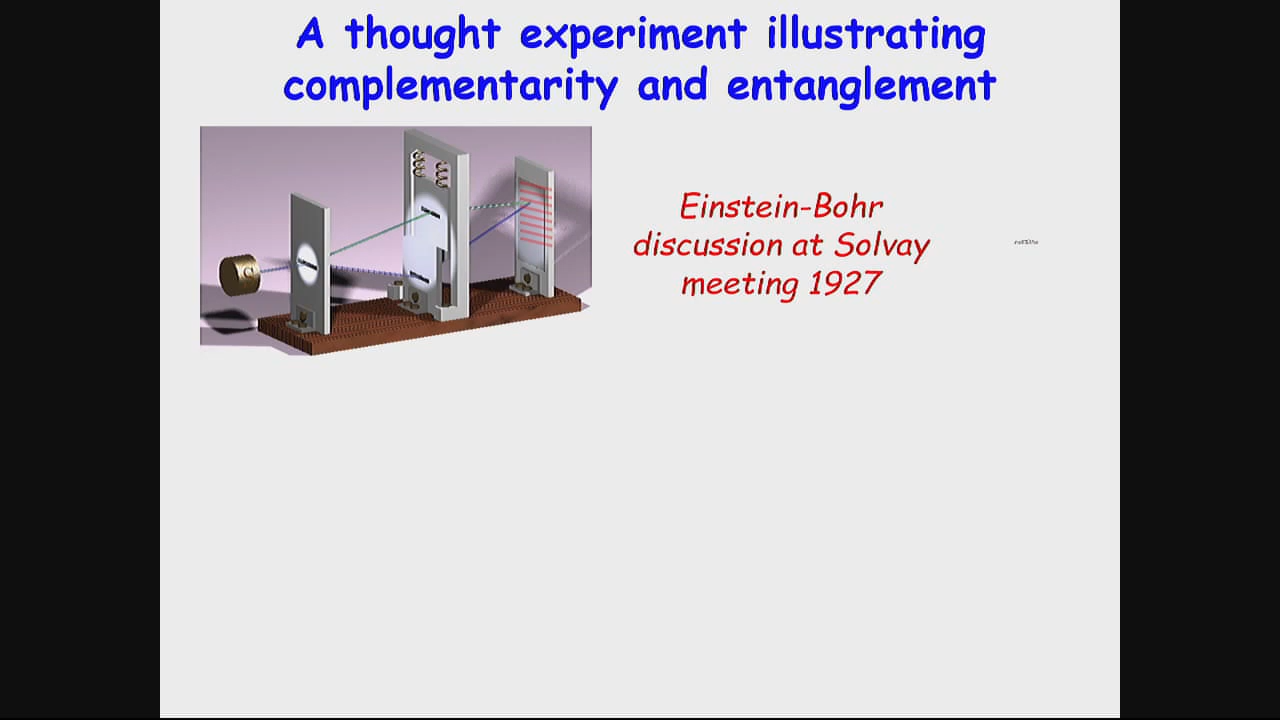 A thought experiment illustrating
complementarity and entanglement
Einstein-Bohr
discussion at Solvay
meeting 1927